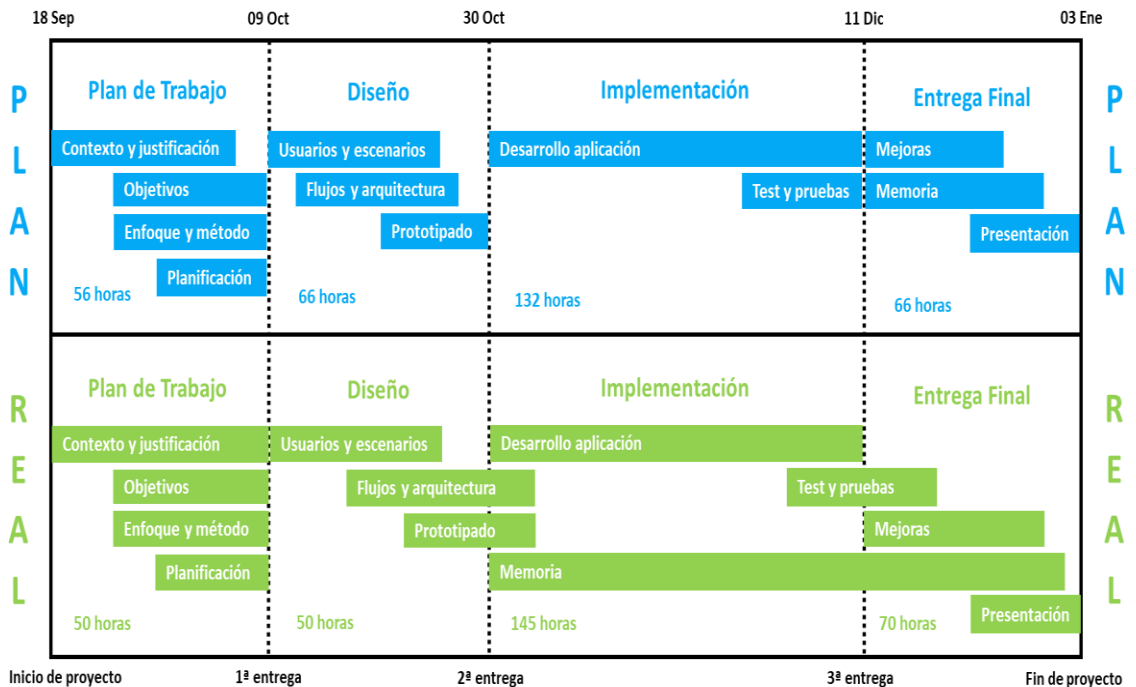 18 Sep
09 Oct
30 Oct
11 Dic
03 Ene
PLAN
Plan de Trabajo
Diseño
Implementación
Entrega Final
PLAN
Contexto y justificación
Usuarios y escenarios
Desarrollo aplicación
Mejoras
Objetivos
Flujos y arquitectura
Test y pruebas
Memoria
Enfoque y método
Prototipado
Presentación
Planificación
56 horas
66 horas
132 horas
66 horas
REAL
Plan de Trabajo
Diseño
Implementación
Entrega Final
REAL
Contexto y justificación
Usuarios y escenarios
Desarrollo aplicación
Objetivos
Flujos y arquitectura
Test y pruebas
Enfoque y método
Prototipado
Mejoras
Planificación
Memoria
Presentación
50 horas
50 horas
145 horas
70 horas
Inicio de proyecto
1ª entrega
2ª entrega
3ª entrega
Fin de proyecto